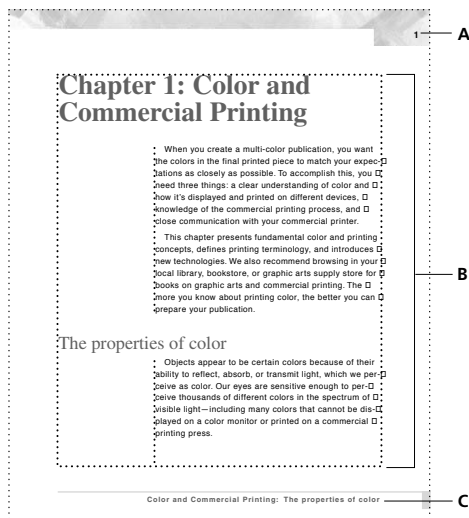 1
A
Chapter 1: Color and
Commercial Printing
When you create a multi-color publication, you want
the colors in the final printed piece to match your expec-
tations as closely as possible. To accomplish this, you
need three things: a clear understanding of color and
how it's displayed and printed on different devices,
knowledge of the commercial printing process, and
close communication with your commercial printer.
This chapter presents fundamental color and printing
concepts, defines printing terminology, and introduces
new technologies. We also recommend browsing in your
local library, bookstore, or graphic arts supply store for
books on graphic arts and commercial printing. The
more you know about printing color, the better you can
prepare your publication.
B
The properties of color
Objects appear to be certain colors because of their
ability to reflect, absorb, or transmit light, which we per-
ceive as color. Our eyes are sensitive enough to per-
ceive thousands of different colors in the spectrum of
visible light—including many colors that cannot be dis-
played on a color monitor or printed on a commercial
printing press.
Color and Commercial Printing: The properties of color
C